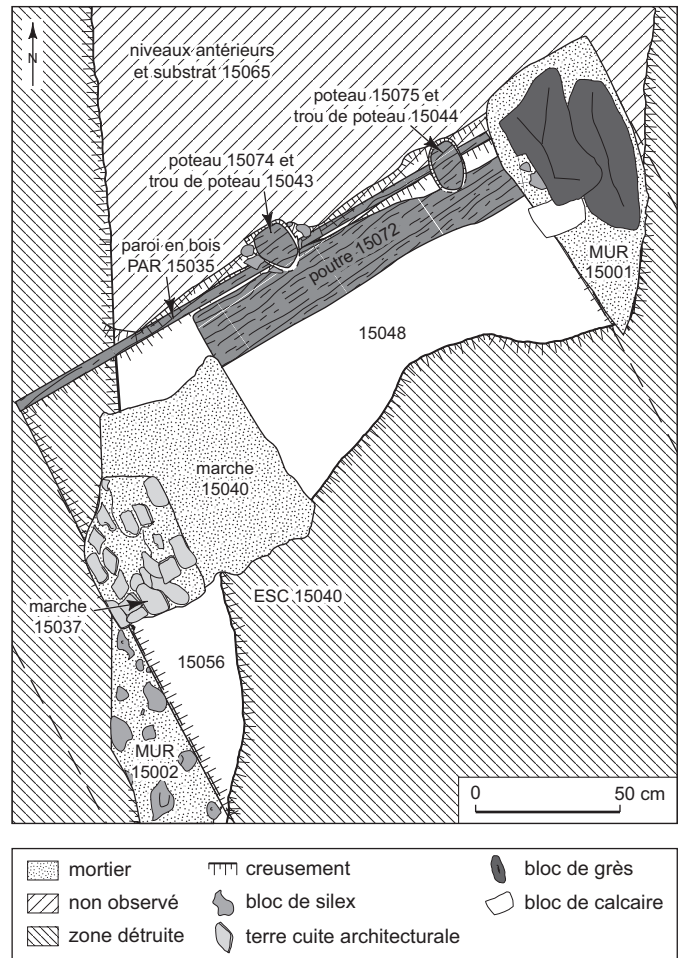 N
niveaux antérieurs
et substrat 15065
poteau 15075 et
trou de poteau 15044
poteau 15074 et
trou de poteau 15043
paroi en bois
PAR 15035
poutre 15072
MUR
15001
15048
marche
15040
marche
15037
ESC 15040
15056
MUR
15002
0 50 cm
mortier
creusement
bloc de grès
non observé
bloc de silex
bloc de calcaire
zone détruite
terre cuite architecturale